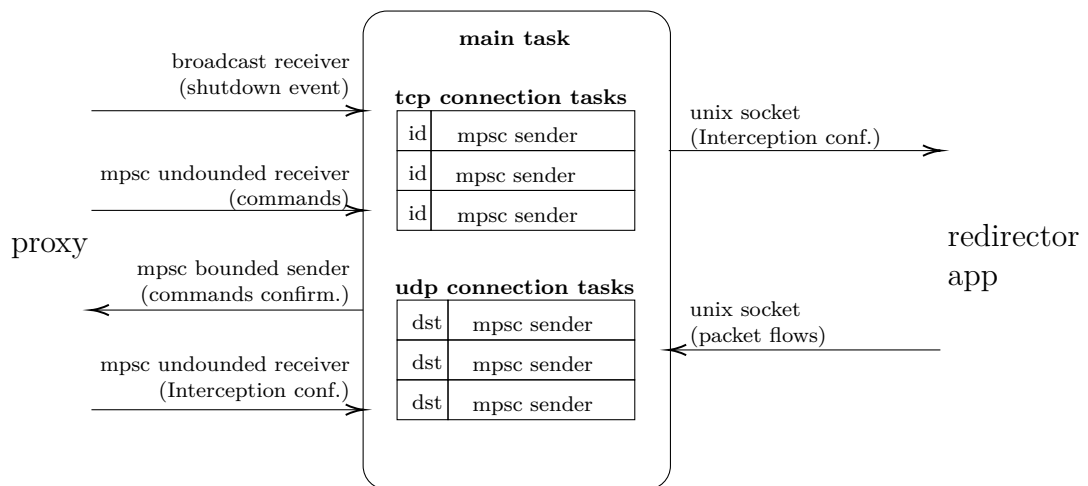 main task
broadcast receiver
(shutdown event)
mpsc undounded receiver
(commands)
proxy
mpsc bounded sender
(commands confirm.)
mpsc undounded receiver
(Interception conf.)
tcp connection tasks
id mpsc sender
id mpsc sender
id mpsc sender
udp connection tasks
dst mpsc sender
dst mpsc sender
dst mpsc sender
unix socket
(Interception conf.)
redirector
app
unix socket
(packet flows)